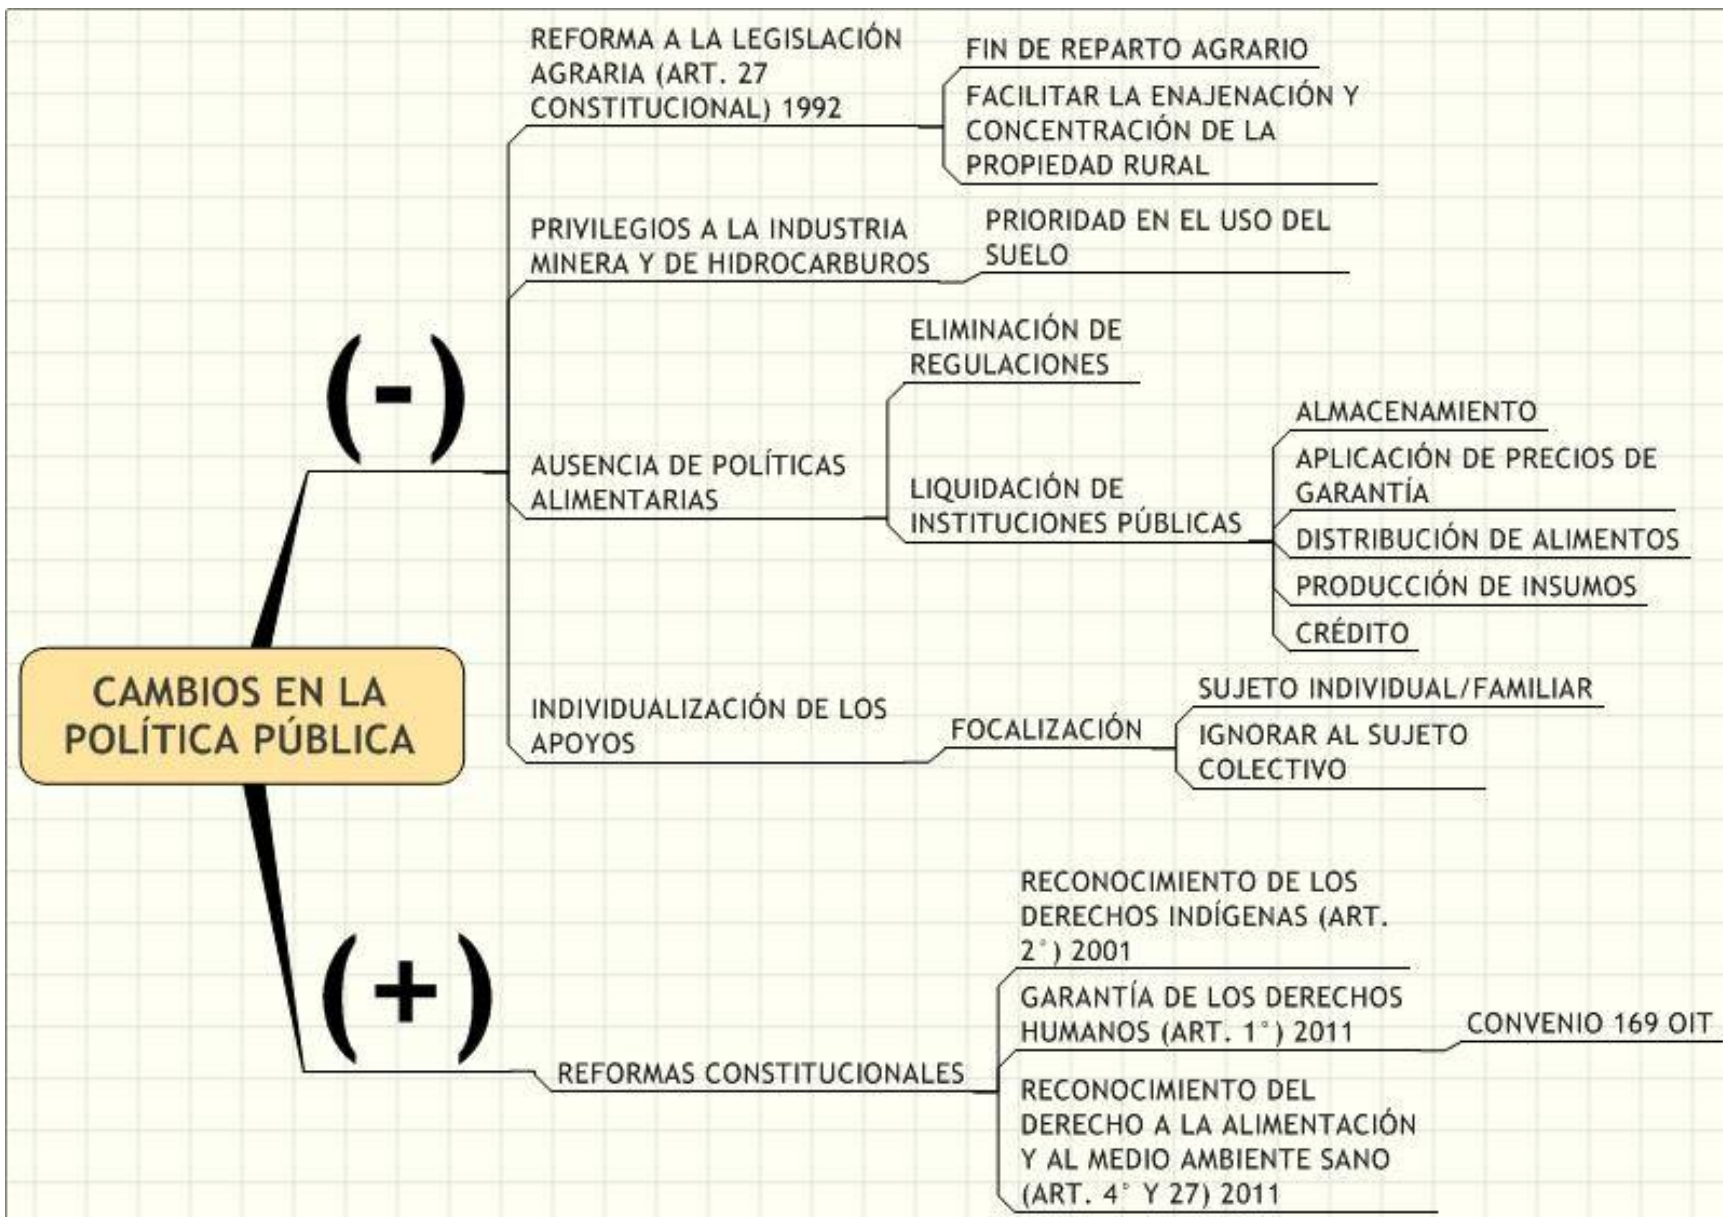 REFORMA A LA LEGISLACIÓN
AGRARIA (ART. 27
CONSTITUCIONAL) 1992
FIN DE REPARTO AGRARIO
FACILITAR LA ENAJENACIÓN Y
CONCENTRACIÓN DE LA
PROPIEDAD RURAL
PRIVILEGIOS A LA INDUSTRIA
MINERA Y DE HIDROCARBUROS
PRIORIDAD EN EL USO DEL
SUELO
(-)
AUSENCIA DE POLÍTICAS
ALIMENTARIAS
ELIMINACIÓN DE
REGULACIONES
LIQUIDACIÓN DE
INSTITUCIONES PÚBLICAS
ALMACENAMIENTO
APLICACIÓN DE PRECIOS DE
GARANTÍA
DISTRIBUCIÓN DE ALIMENTOS
PRODUCCIÓN DE INSUMOS
CRÉDITO
INDIVIDUALIZACIÓN DE LOS
APOYOS
FOCALIZACIÓN
SUJETO INDIVIDUAL/FAMILIAR
IGNORAR AL SUJETO
COLECTIVO
CAMBIOS EN LA
POLÍTICA PÚBLICA
(+)
REFORMAS CONSTITUCIONALES
RECONOCIMIENTO DE LOS
DERECHOS INDÍGENAS (ART.
2°) 2001
GARANTÍA DE LOS DERECHOS
HUMANOS (ART. 1°) 2011
CONVENIO 169 OIT
RECONOCIMIENTO DEL
DERECHO A LA ALIMENTACIÓN
Y AL MEDIO AMBIENTE SANO
(ART. 4° Y 27) 2011